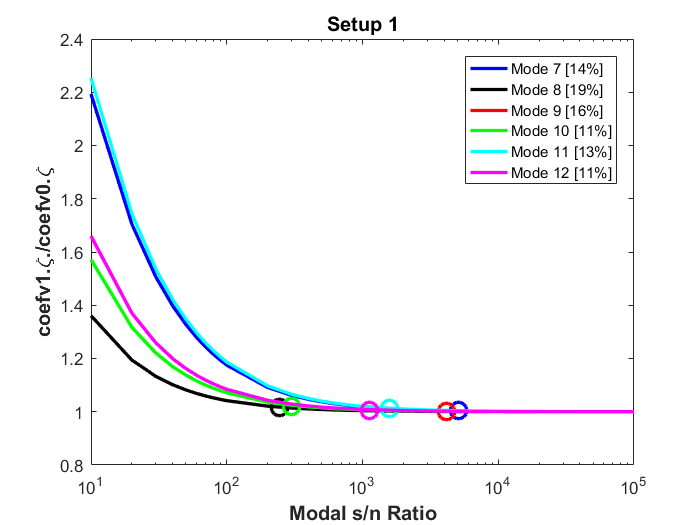 Setup 1
coefv1.ζ./coefv0.ζ
2.4
2.2
2
1.8
1.6
1.4
1.2
1
0.8
Mode 7 [14%]
Mode 8 [19%]
Mode 9 [16%]
Mode 10 [11%]
Mode 11 [13%]
Mode 12 [11%]
10¹ 10² 10³ 10⁴ 10⁵
Modal s/n Ratio